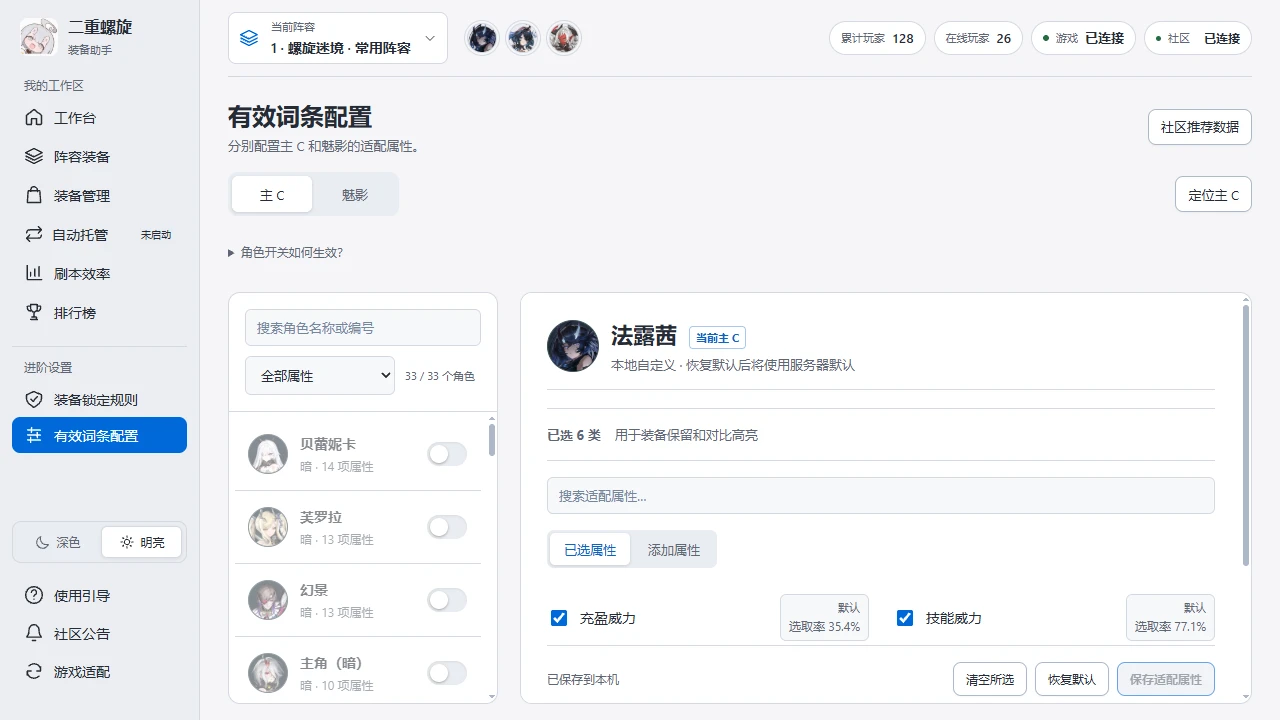 二重螺旋
装备助手
我的工作区
工作台
阵容装备
装备管理
自动托管
未启动
刷本效率
排行榜
进阶设置
装备锁定规则
有效词条配置
深色
明亮
使用引导
社区公告
游戏适配
当前阵容
1 · 螺旋迷境 · 常用阵容
累计玩家 128
在线玩家 26
游戏 已连接
社区 已连接
有效词条配置
分别配置主 C 和魅影的适配属性。
社区推荐数据
主 C
魅影
定位主 C
角色开关如何生效?
搜索角色名称或编号
全部属性
33 / 33 个角色
贝蕾妮卡
暗 · 14 项属性
芙罗拉
暗 · 13 项属性
幻景
暗 · 13 项属性
主角（暗）
暗 · 10 项属性
法露茜
当前主 C
本地自定义 · 恢复默认后将使用服务器默认
已选 6 类 用于装备保留和对比高亮
搜索适配属性...
已选属性
添加属性
充盈威力
默认
选取率 35.4%
技能威力
默认
选取率 77.1%
已保存到本机
清空所选
恢复默认
保存适配属性